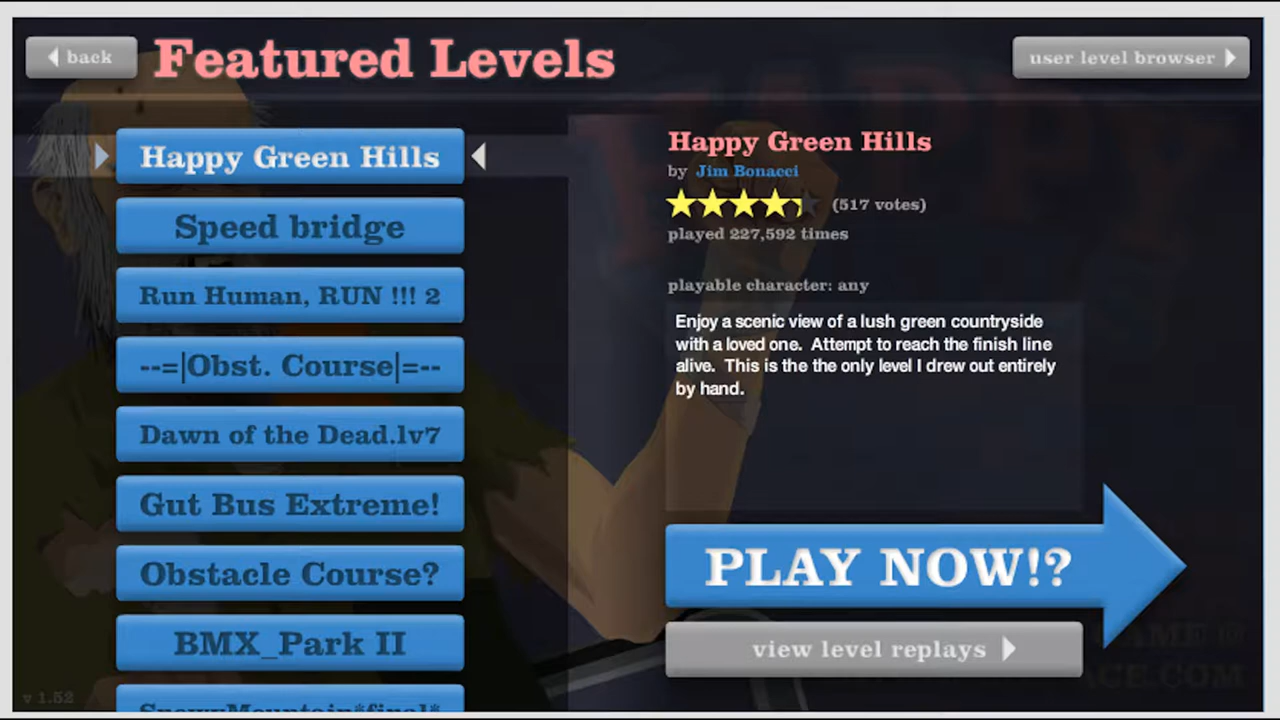 back
Featured Levels
user level browser
Happy Green Hills
Speed bridge
Run Human, RUN !!! 2
--=|Obst. Course|=--
Dawn of the Dead.lv7
Gut Bus Extreme!
Obstacle Course?
BMX_Park II
SnowyMountain*final*
v 1.52
Happy Green Hills
by Jim Bonacci
(517 votes)
played 227,592 times
playable character: any
Enjoy a scenic view of a lush green countryside
with a loved one. Attempt to reach the finish line
alive. This is the the only level I drew out entirely
by hand.
PLAY NOW!?
view level replays